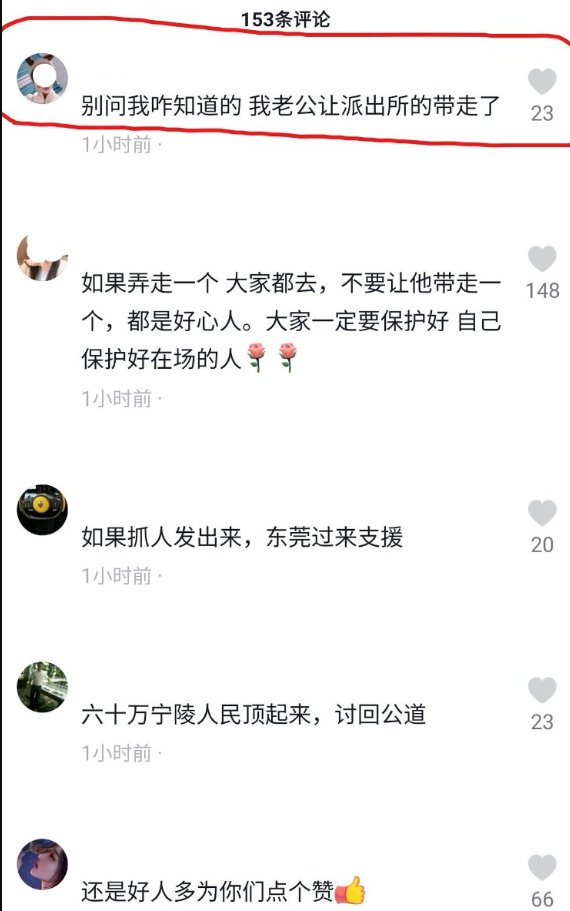 153条评论
别问我咋知道的 我老公让派出所的带走了
23
1小时前 ·
如果弄走一个 大家都去，不要让他带走一
个，都是好心人。大家一定要保护好 自己
保护好在场的人🌹🌹
148
1小时前 ·
如果抓人发出来，东莞过来支援
20
1小时前 ·
六十万宁陵人民顶起来，讨回公道
23
1小时前 ·
还是好人多为你们点个赞👍
66